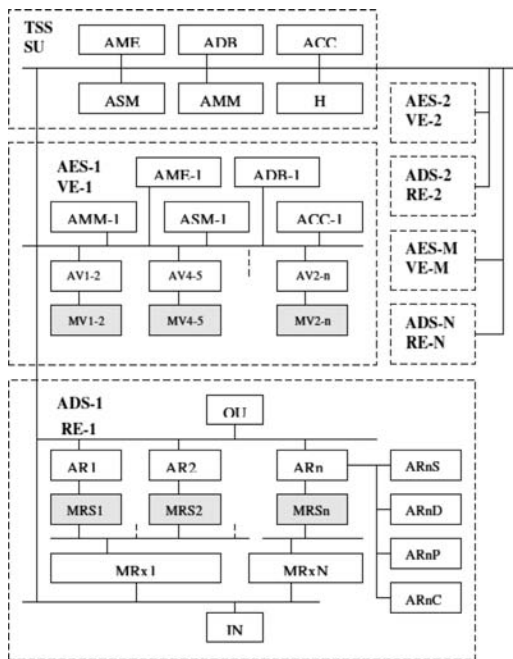 TSS
SU
AME
ADB
ACC
ASM
AMM
H
AES-2
VE-2
AES-1
VE-1
AME-1
ADB-1
ADS-2
RE-2
AMM-1
ASM-1
ACC-1
AES-M
VE-M
AV1-2
AV4-5
AV2-n
MV1-2
MV4-5
MV2-n
ADS-N
RE-N
ADS-1
RE-1
OU
AR1
AR2
ARn
ARnS
MRS1
MRS2
MRSn
ARnD
ARnP
MRx1
MRxN
ARnC
IN